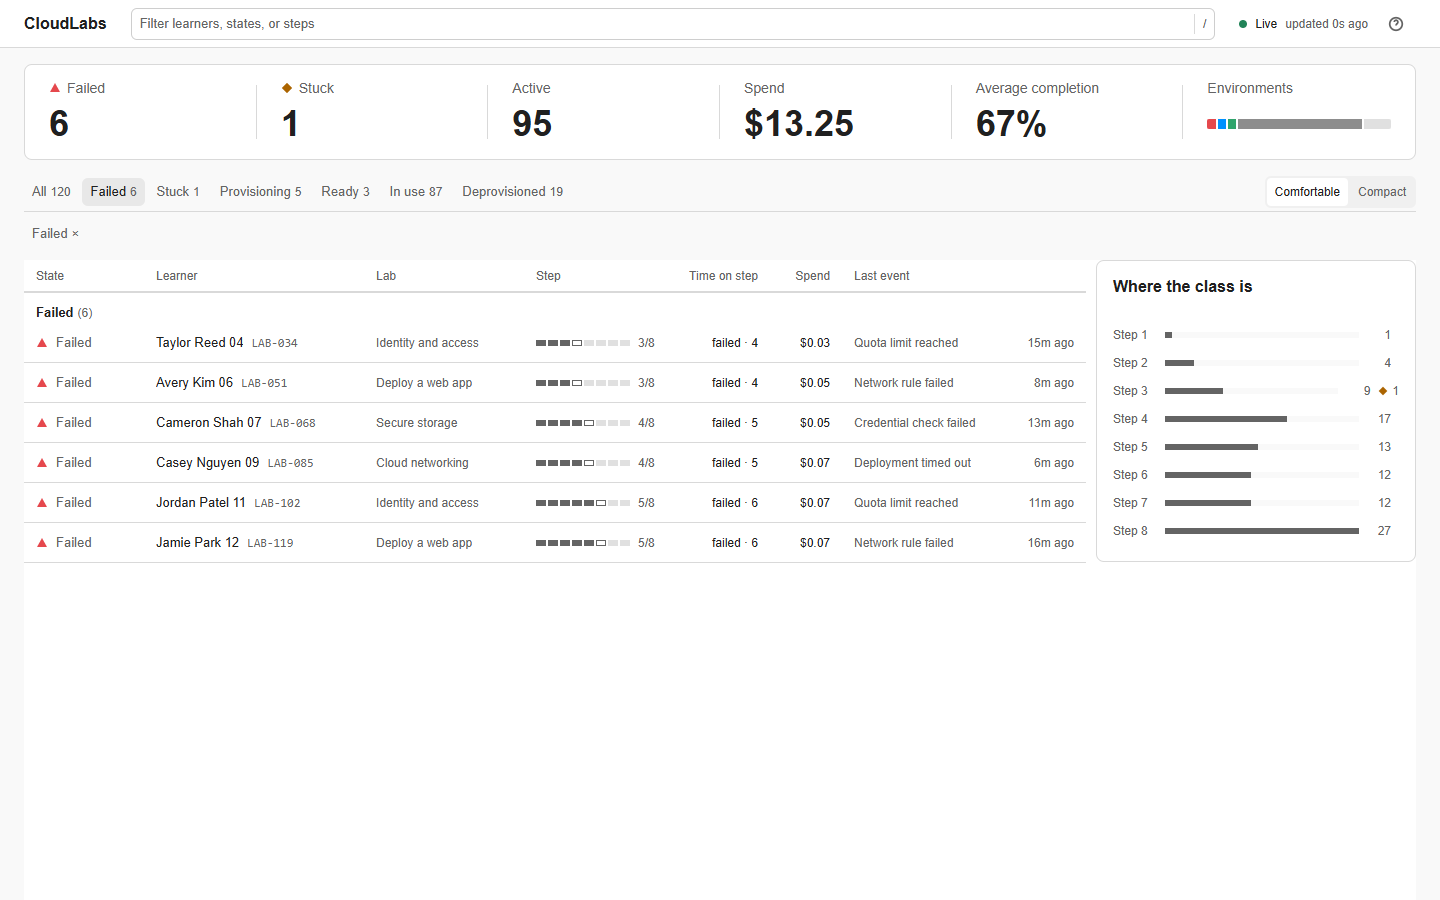 CloudLabs Filter learners, states, or steps / Live updated 0s ago
Failed Stuck Active Spend Average completion Environments
6 1 95 $13.25 67%
All 120 Failed 6 Stuck 1 Provisioning 5 Ready 3 In use 87 Deprovisioned 19 Comfortable Compact
Failed ×
State Learner Lab Step Time on step Spend Last event
Failed (6)
Failed Taylor Reed 04 LAB-034 Identity and access 3/8 failed · 4 $0.03 Quota limit reached 15m ago
Failed Avery Kim 06 LAB-051 Deploy a web app 3/8 failed · 4 $0.05 Network rule failed 8m ago
Failed Cameron Shah 07 LAB-068 Secure storage 4/8 failed · 5 $0.05 Credential check failed 13m ago
Failed Casey Nguyen 09 LAB-085 Cloud networking 4/8 failed · 5 $0.07 Deployment timed out 6m ago
Failed Jordan Patel 11 LAB-102 Identity and access 5/8 failed · 6 $0.07 Quota limit reached 11m ago
Failed Jamie Park 12 LAB-119 Deploy a web app 5/8 failed · 6 $0.07 Network rule failed 16m ago
Where the class is
Step 1 1
Step 2 4
Step 3 9 1
Step 4 17
Step 5 13
Step 6 12
Step 7 12
Step 8 27